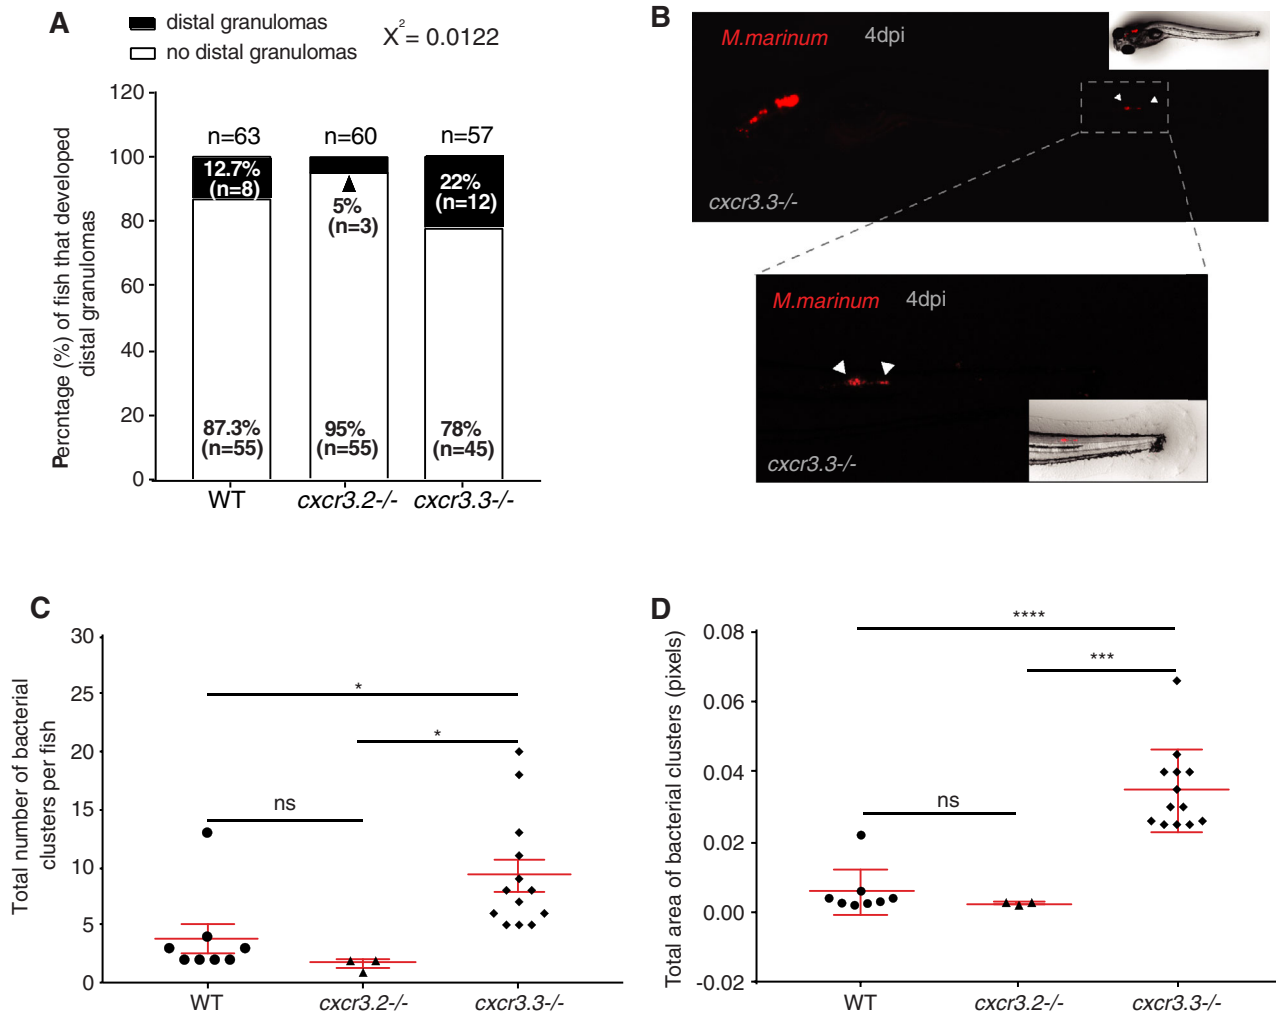 A
distal granulomas
no distal granulomas
X² = 0.0122
Percntage (%) of fish that developed
distal granulomas
120
100
80
60
40
20
0
n=63
n=60
n=57
12.7%
(n=8)
5%
(n=3)
22%
(n=12)
87.3%
(n=55)
95%
(n=55)
78%
(n=45)
WT
cxcr3.2-/-
cxcr3.3-/-
B
M.marinum 4dpi
cxcr3.3-/-
M.marinum 4dpi
cxcr3.3-/-
C
Total number of bacterial
clusters per fish
30
25
20
15
10
5
0
*
*
ns
WT
cxcr3.2-/-
cxcr3.3-/-
D
Total area of bacterial clusters (pixels)
0.08
0.06
0.04
0.02
0.00
-0.02
****
***
ns
WT
cxcr3.2-/-
cxcr3.3-/-